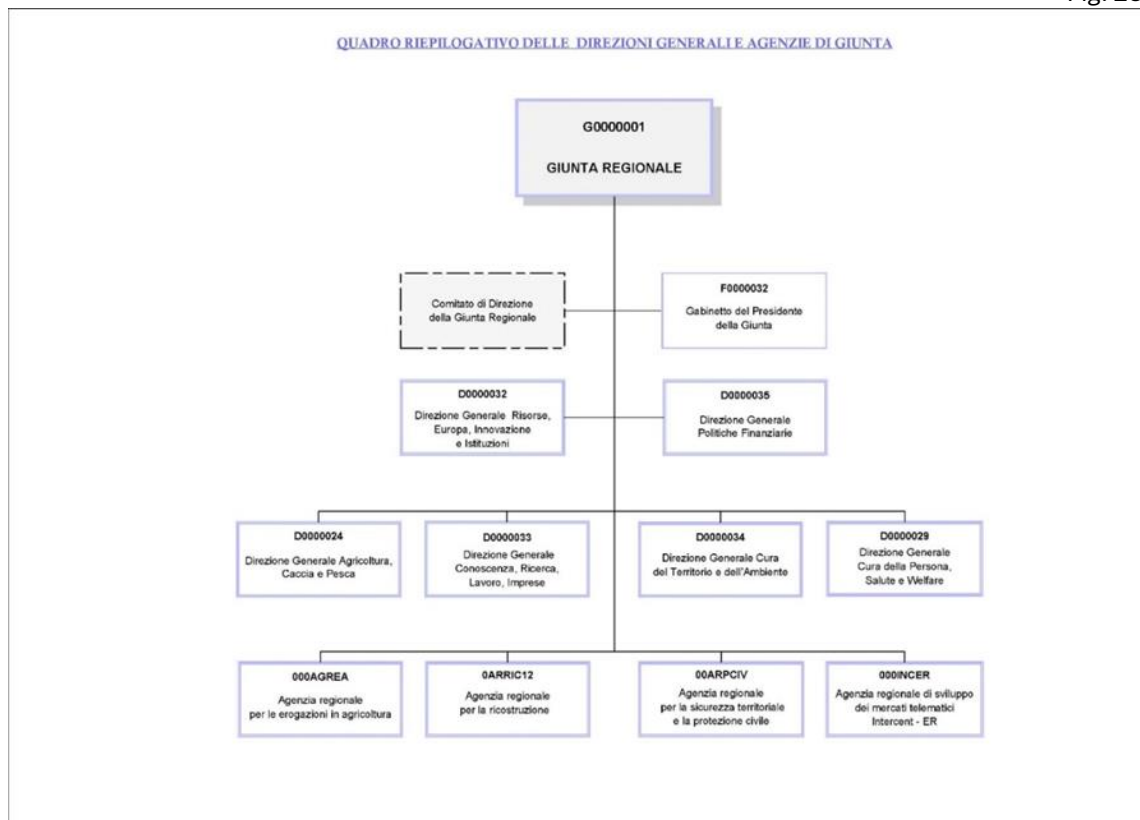 QUADRO RIEPILOGATIVO DELLE DIREZIONI GENERALI E AGENZIE DI GIUNTA
G0000001
GIUNTA REGIONALE
Comitato di Direzione
della Giunta Regionale
F0000032
Gabinetto del Presidente
della Giunta
D0000032
Direzione Generale Risorse,
Europa, Innovazione
e Istituzioni
D0000035
Direzione Generale
Politiche Finanziarie
D0000024
Direzione Generale Agricoltura,
Caccia e Pesca
D0000033
Direzione Generale
Conoscenza, Ricerca,
Lavoro, Imprese
D0000034
Direzione Generale Cura
del Territorio e dell'Ambiente
D0000029
Direzione Generale
Cura della Persona,
Salute e Welfare
000AGREA
Agenzia regionale
per le erogazioni in agricoltura
0ARRIC12
Agenzia regionale
per la ricostruzione
00ARPCIV
Agenzia regionale
per la sicurezza territoriale
e la protezione civile
000INCER
Agenzia regionale di sviluppo
dei mercati telematici
Intercent - ER